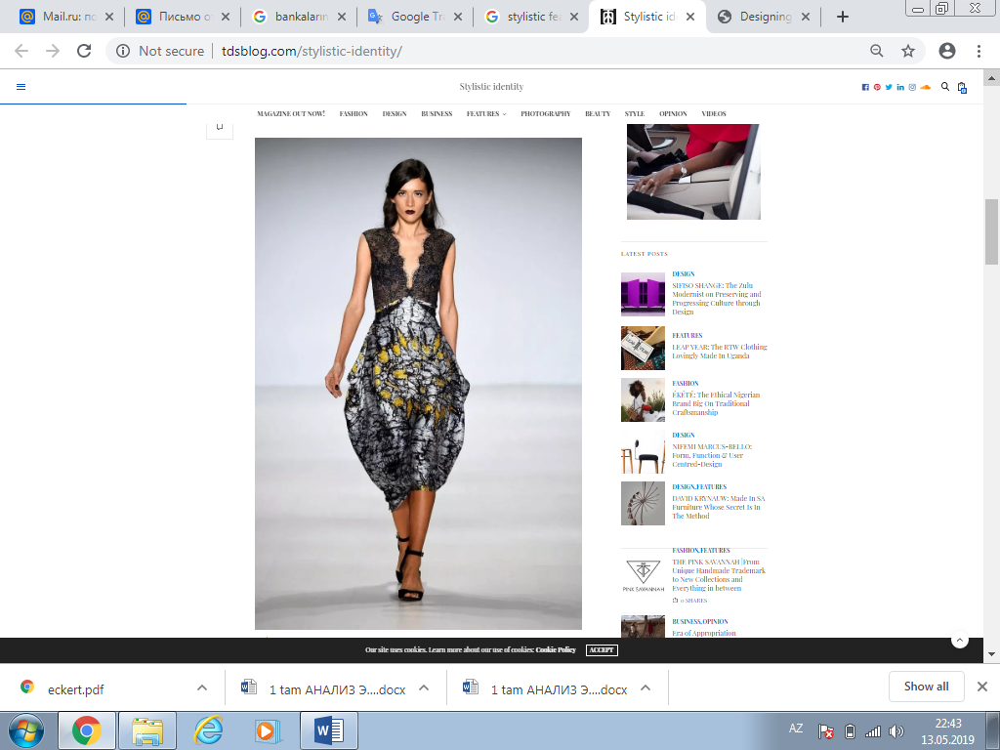 Mail.ru: по
Письмо о
bankaların
Google Tra
stylistic fea
Stylistic id
Designing
Not secure
tdsblog.com/stylistic-identity/
Stylistic identity
MAGAZINE OUT NOW!
FASHION
DESIGN
BUSINESS
FEATURES
PHOTOGRAPHY
BEAUTY
STYLE
OPINION
VIDEOS
LATEST POSTS
DESIGN
SIFISO SHANGE: The Zulu
Modernist on Preserving and
Progressing Culture through
Design
FEATURES
LEAP YEAR: The RTW Clothing
Lovingly Made In Uganda
FASHION
ÉKÉTÉ: The Ethical Nigerian
Brand Big On Traditional
Craftsmanship
DESIGN
NIFEMI MARCUS-BELLO:
Form, Function & User
Centred-Design
DESIGN,FEATURES
DAVID KRYNAUW: Made In SA
Furniture Whose Secret Is In
The Method
FASHION,FEATURES
THE PINK SAVANNAH |From
Unique Handmade Trademark
to New Collections and
Everything in between
0 SHARES
PINK SAVANNAH
BUSINESS,OPINION
Era of Appropriation
Our site uses cookies. Learn more about our use of cookies: Cookie Policy
ACCEPT
eckert.pdf
1 tam АНАЛИЗ Э....docx
1 tam АНАЛИЗ Э....docx
Show all
AZ
22:43
13.05.2019